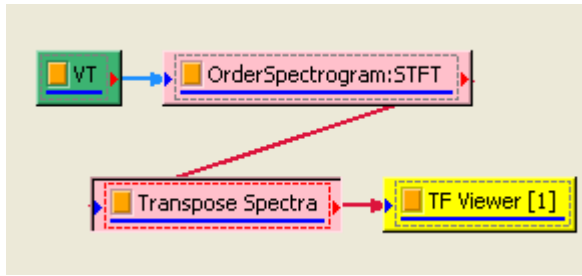 VT
OrderSpectrogram:STFT
Transpose Spectra
TF Viewer [1]